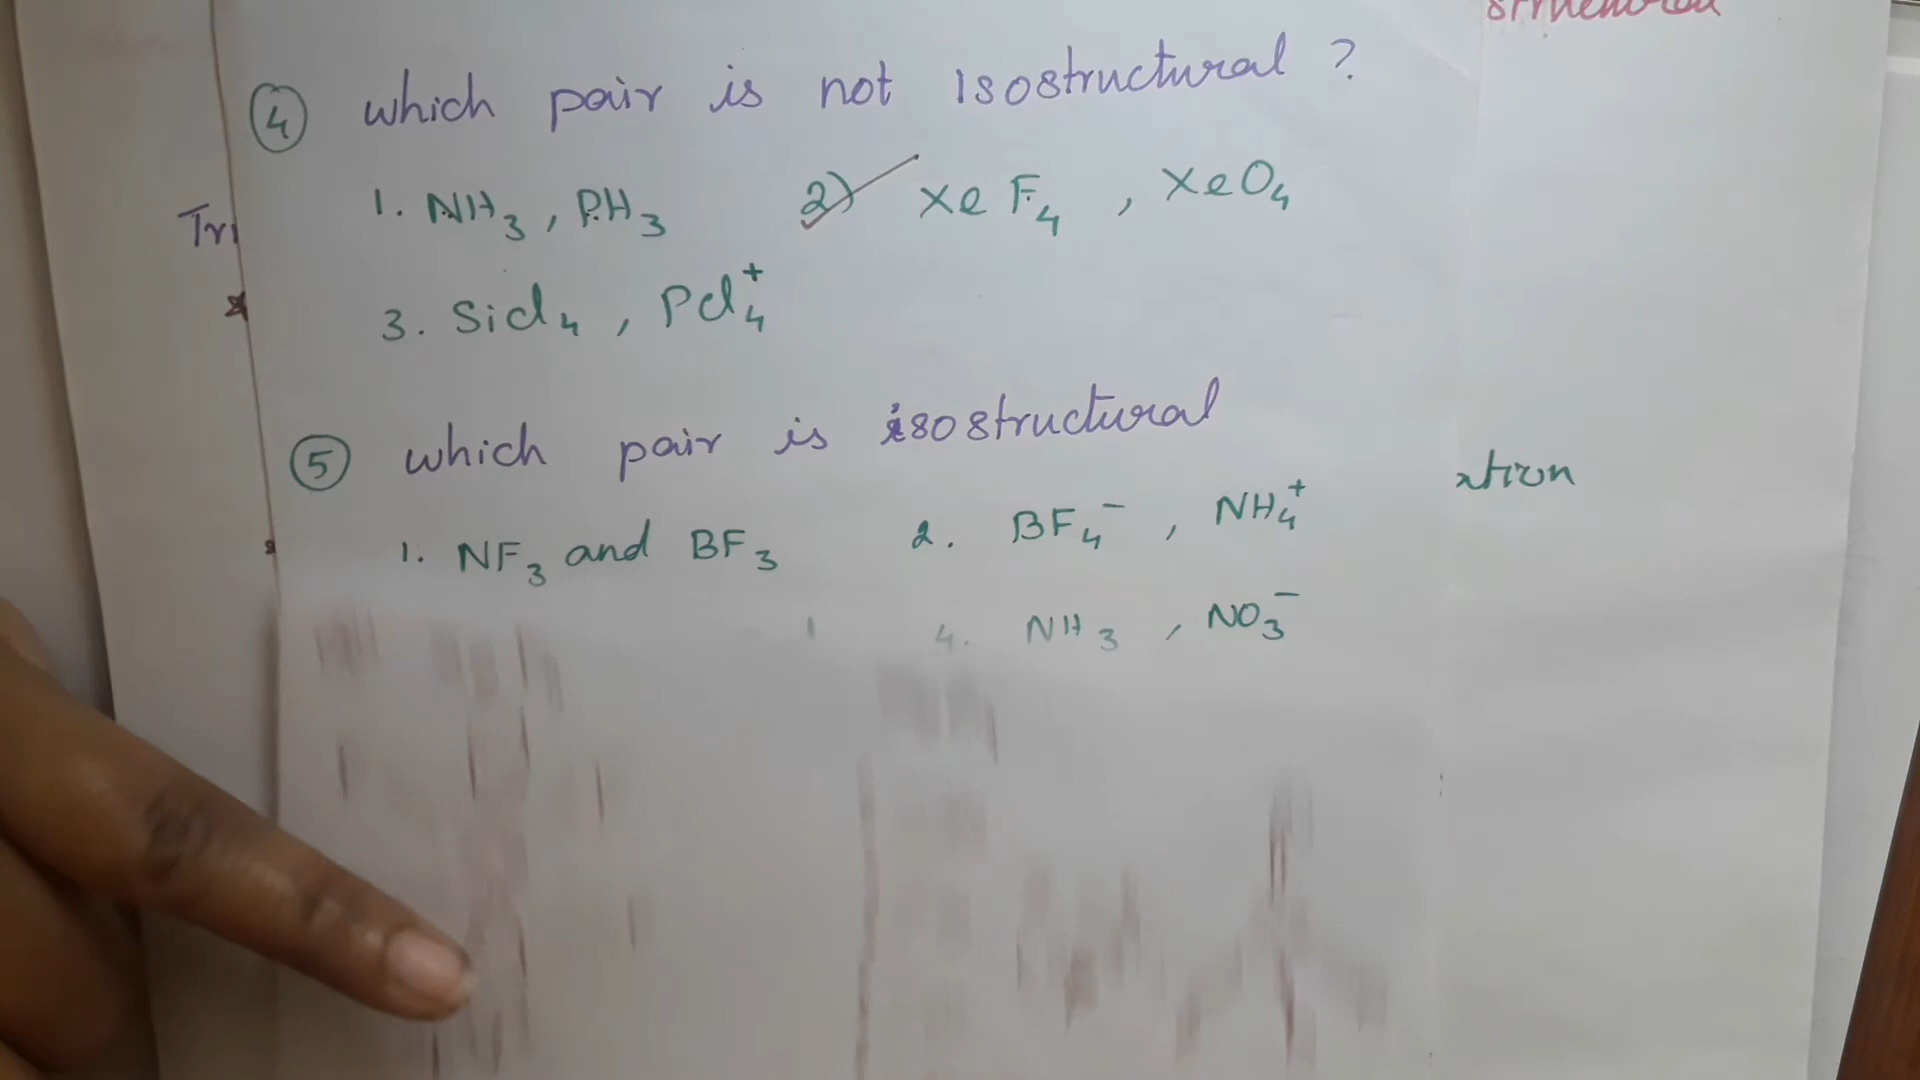 ④ which pair is not isostructural ?
1. NH₃, PH₃ 2) XeF₄, XeO₄
Tri
3. SiCl₄, PCl₄⁺
⑤ which pair is isostructural
ation
1. NF₃ and BF₃ 2. BF₄⁻, NH₄⁺
4. NH₃, NO₃⁻